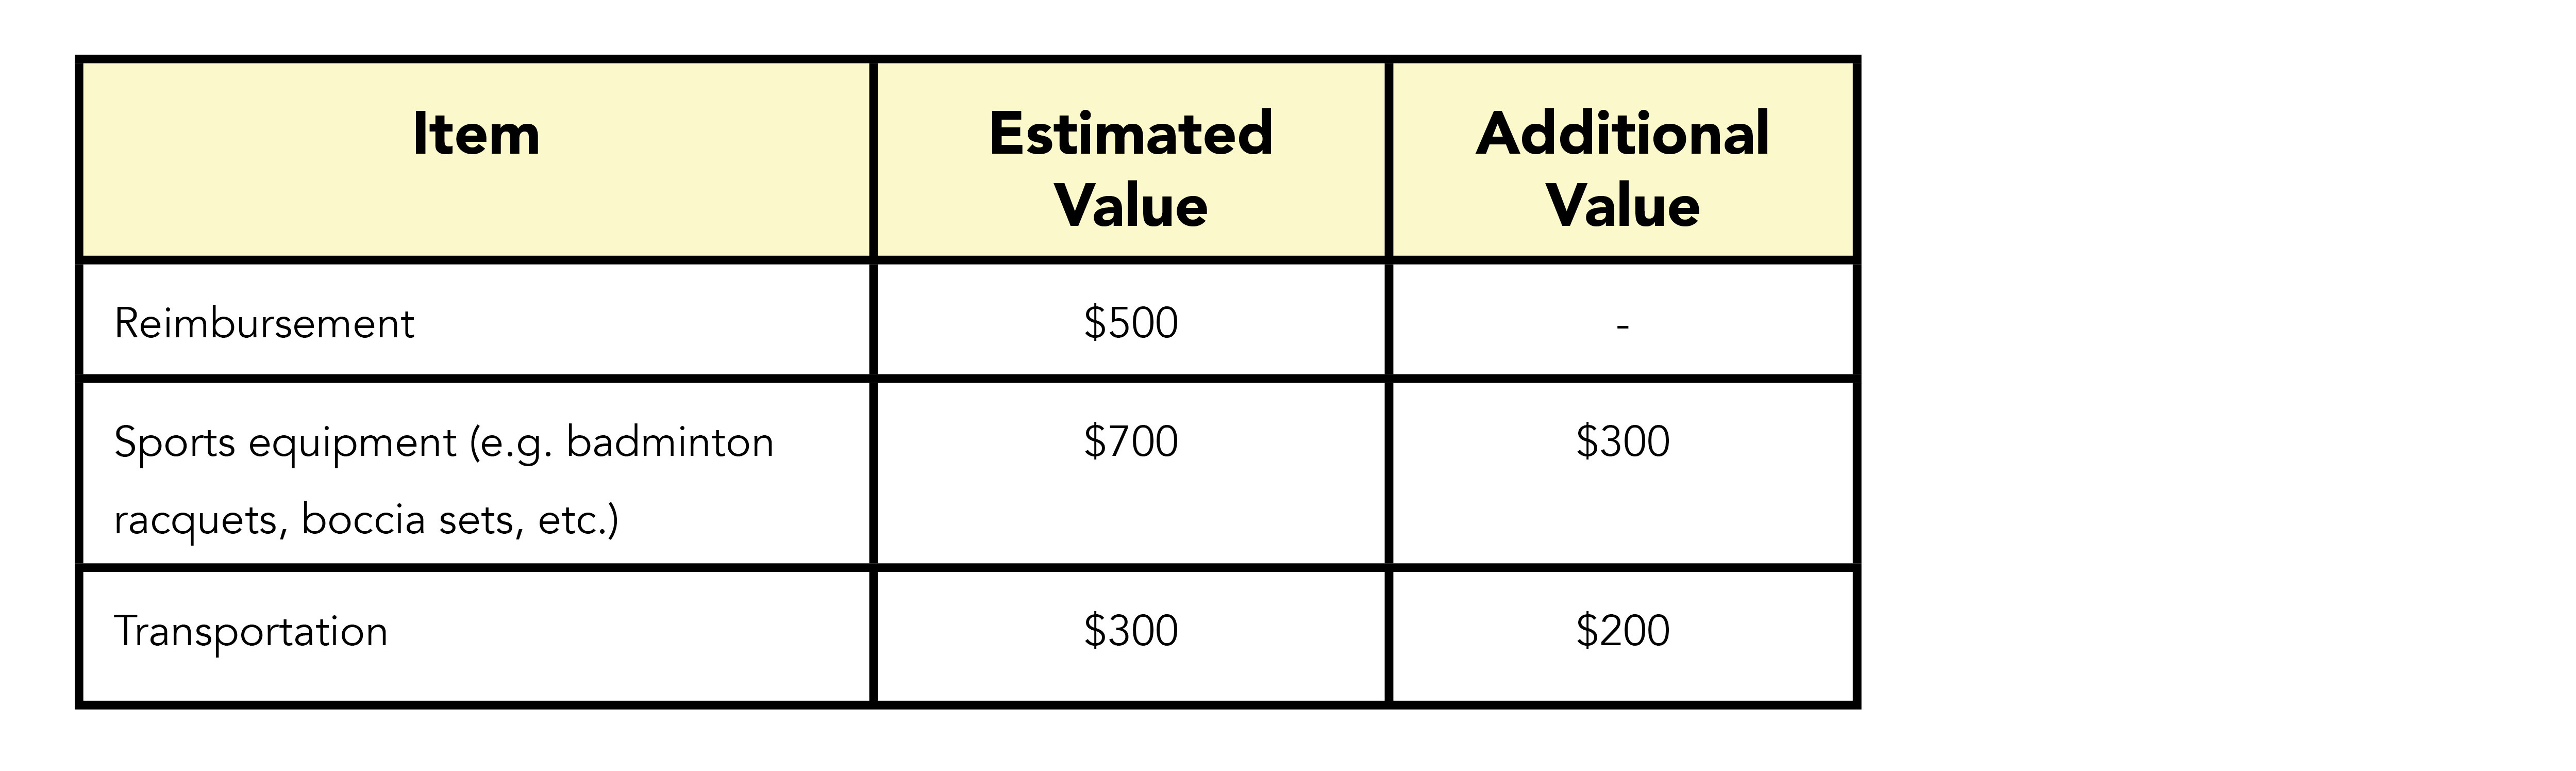 Item
Estimated
Value
Additional
Value
Reimbursement
$500
-
Sports equipment (e.g. badminton
racquets, boccia sets, etc.)
$700
$300
Transportation
$300
$200